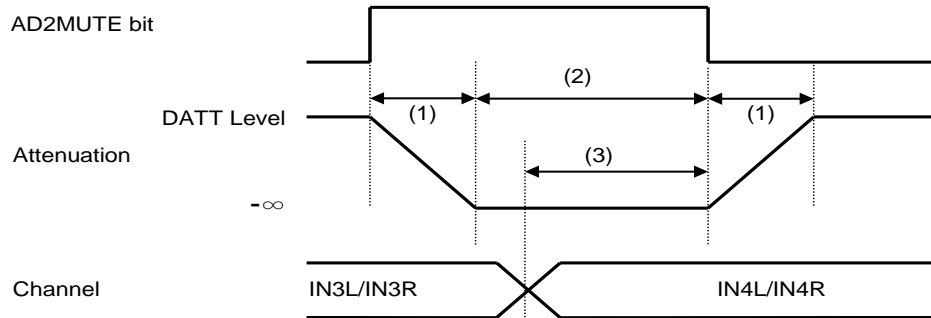 AD2MUTE bit
(2)
DATT Level
(1)
(1)
Attenuation
(3)
-∞
Channel
IN3L/IN3R
IN4L/IN4R